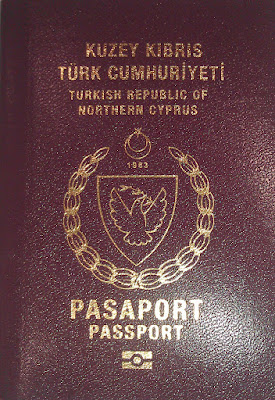 KUZEY KIBRIS
TÜRK CUMHURİYETİ
TURKISH REPUBLIC OF
NORTHERN CYPRUS
1983
PASAPORT
PASSPORT